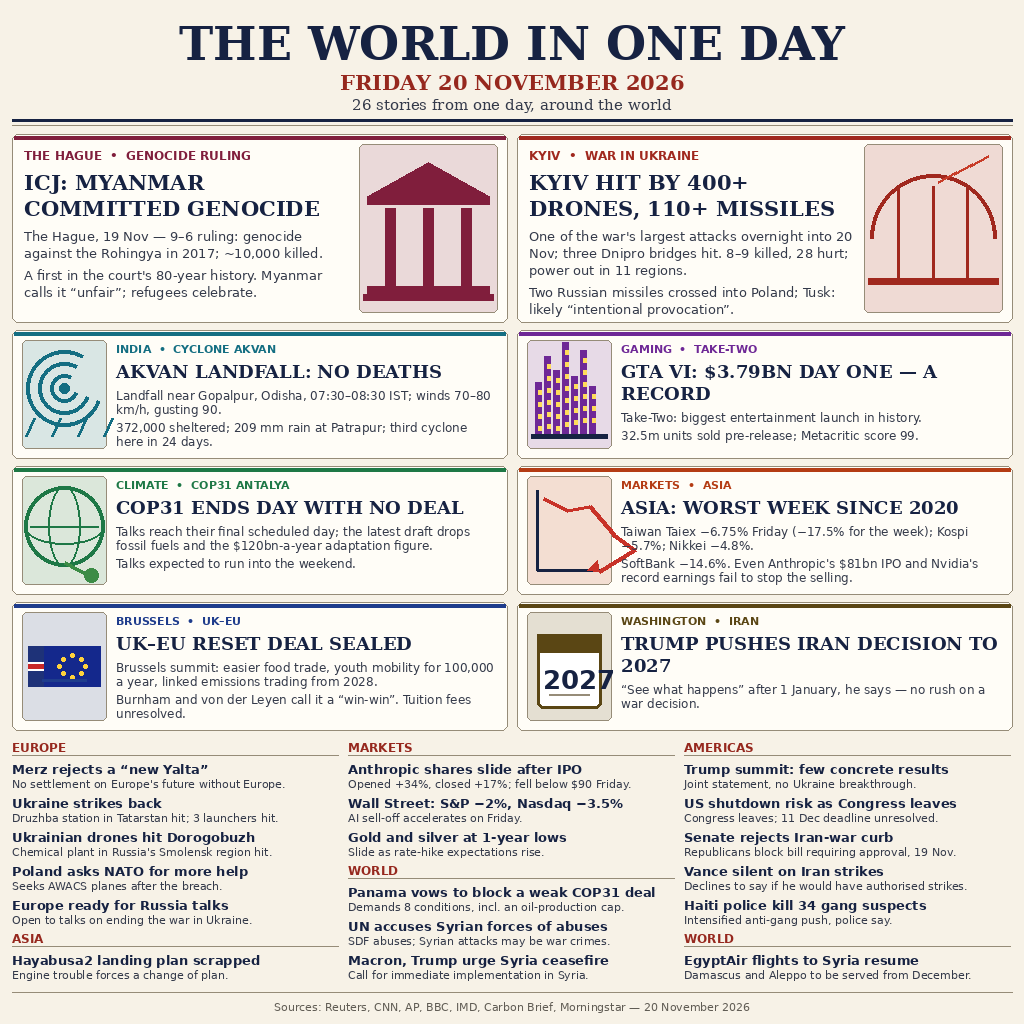 THE WORLD IN ONE DAY
FRIDAY 20 NOVEMBER 2026
26 stories from one day, around the world
THE HAGUE • GENOCIDE RULING
ICJ: MYANMAR
COMMITTED GENOCIDE
The Hague, 19 Nov — 9–6 ruling: genocide
against the Rohingya in 2017; ~10,000 killed.
A first in the court's 80-year history. Myanmar
calls it “unfair”; refugees celebrate.
KYIV • WAR IN UKRAINE
KYIV HIT BY 400+
DRONES, 110+ MISSILES
One of the war's largest attacks overnight into 20
Nov; three Dnipro bridges hit. 8–9 killed, 28 hurt;
power out in 11 regions.
Two Russian missiles crossed into Poland; Tusk:
likely “intentional provocation”.
INDIA • CYCLONE AKVAN
AKVAN LANDFALL: NO DEATHS
Landfall near Gopalpur, Odisha, 07:30–08:30 IST; winds 70–80
km/h, gusting 90.
372,000 sheltered; 209 mm rain at Patrapur; third cyclone
here in 24 days.
GAMING • TAKE-TWO
GTA VI: $3.79BN DAY ONE — A
RECORD
Take-Two: biggest entertainment launch in history.
32.5m units sold pre-release; Metacritic score 99.
CLIMATE • COP31 ANTALYA
COP31 ENDS DAY WITH NO DEAL
Talks reach their final scheduled day; the latest draft drops
fossil fuels and the $120bn-a-year adaptation figure.
Talks expected to run into the weekend.
MARKETS • ASIA
ASIA: WORST WEEK SINCE 2020
Taiwan Taiex −6.75% Friday (−17.5% for the week); Kospi
−5.7%; Nikkei −4.8%.
SoftBank −14.6%. Even Anthropic's $81bn IPO and Nvidia's
record earnings fail to stop the selling.
BRUSSELS • UK–EU
UK–EU RESET DEAL SEALED
Brussels summit: easier food trade, youth mobility for 100,000
a year, linked emissions trading from 2028.
Burnham and von der Leyen call it a “win-win”. Tuition fees
unresolved.
2027
WASHINGTON • IRAN
TRUMP PUSHES IRAN DECISION TO
2027
“See what happens” after 1 January, he says — no rush on a
war decision.
EUROPE
Merz rejects a “new Yalta”
No settlement on Europe's future without Europe.
Ukraine strikes back
Druzhba station in Tatarstan hit; 3 launchers hit.
Ukrainian drones hit Dorogobuzh
Chemical plant in Russia's Smolensk region hit.
Poland asks NATO for more help
Seeks AWACS planes after the breach.
Europe ready for Russia talks
Open to talks on ending the war in Ukraine.
ASIA
Hayabusa2 landing plan scrapped
Engine trouble forces a change of plan.
MARKETS
Anthropic shares slide after IPO
Opened +34%, closed +17%; fell below $90 Friday.
Wall Street: S&P −2%, Nasdaq −3.5%
AI sell-off accelerates on Friday.
Gold and silver at 1-year lows
Slide as rate-hike expectations rise.
WORLD
Panama vows to block a weak COP31 deal
Demands 8 conditions, incl. an oil-production cap.
UN accuses Syrian forces of abuses
SDF abuses; Syrian attacks may be war crimes.
Macron, Trump urge Syria ceasefire
Call for immediate implementation in Syria.
AMERICAS
Trump summit: few concrete results
Joint statement, no Ukraine breakthrough.
US shutdown risk as Congress leaves
Congress leaves; 11 Dec deadline unresolved.
Senate rejects Iran-war curb
Republicans block bill requiring approval, 19 Nov.
Vance silent on Iran strikes
Declines to say if he would have authorised strikes.
Haiti police kill 34 gang suspects
Intensified anti-gang push, police say.
WORLD
EgyptAir flights to Syria resume
Damascus and Aleppo to be served from December.
Sources: Reuters, CNN, AP, BBC, IMD, Carbon Brief, Morningstar — 20 November 2026